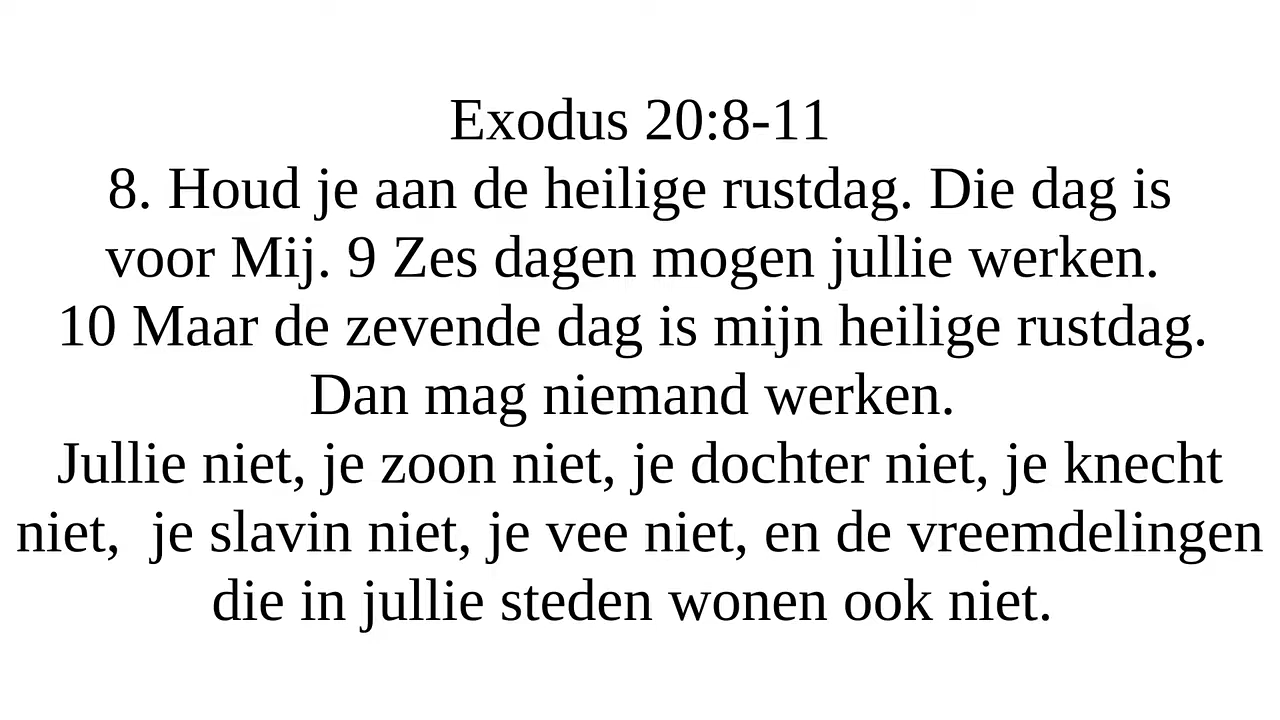 Exodus 20:8-11
8. Houd je aan de heilige rustdag. Die dag is
voor Mij. 9 Zes dagen mogen jullie werken.
10 Maar de zevende dag is mijn heilige rustdag.
Dan mag niemand werken.
Jullie niet, je zoon niet, je dochter niet, je knecht
niet,  je slavin niet, je vee niet, en de vreemdelingen
die in jullie steden wonen ook niet.